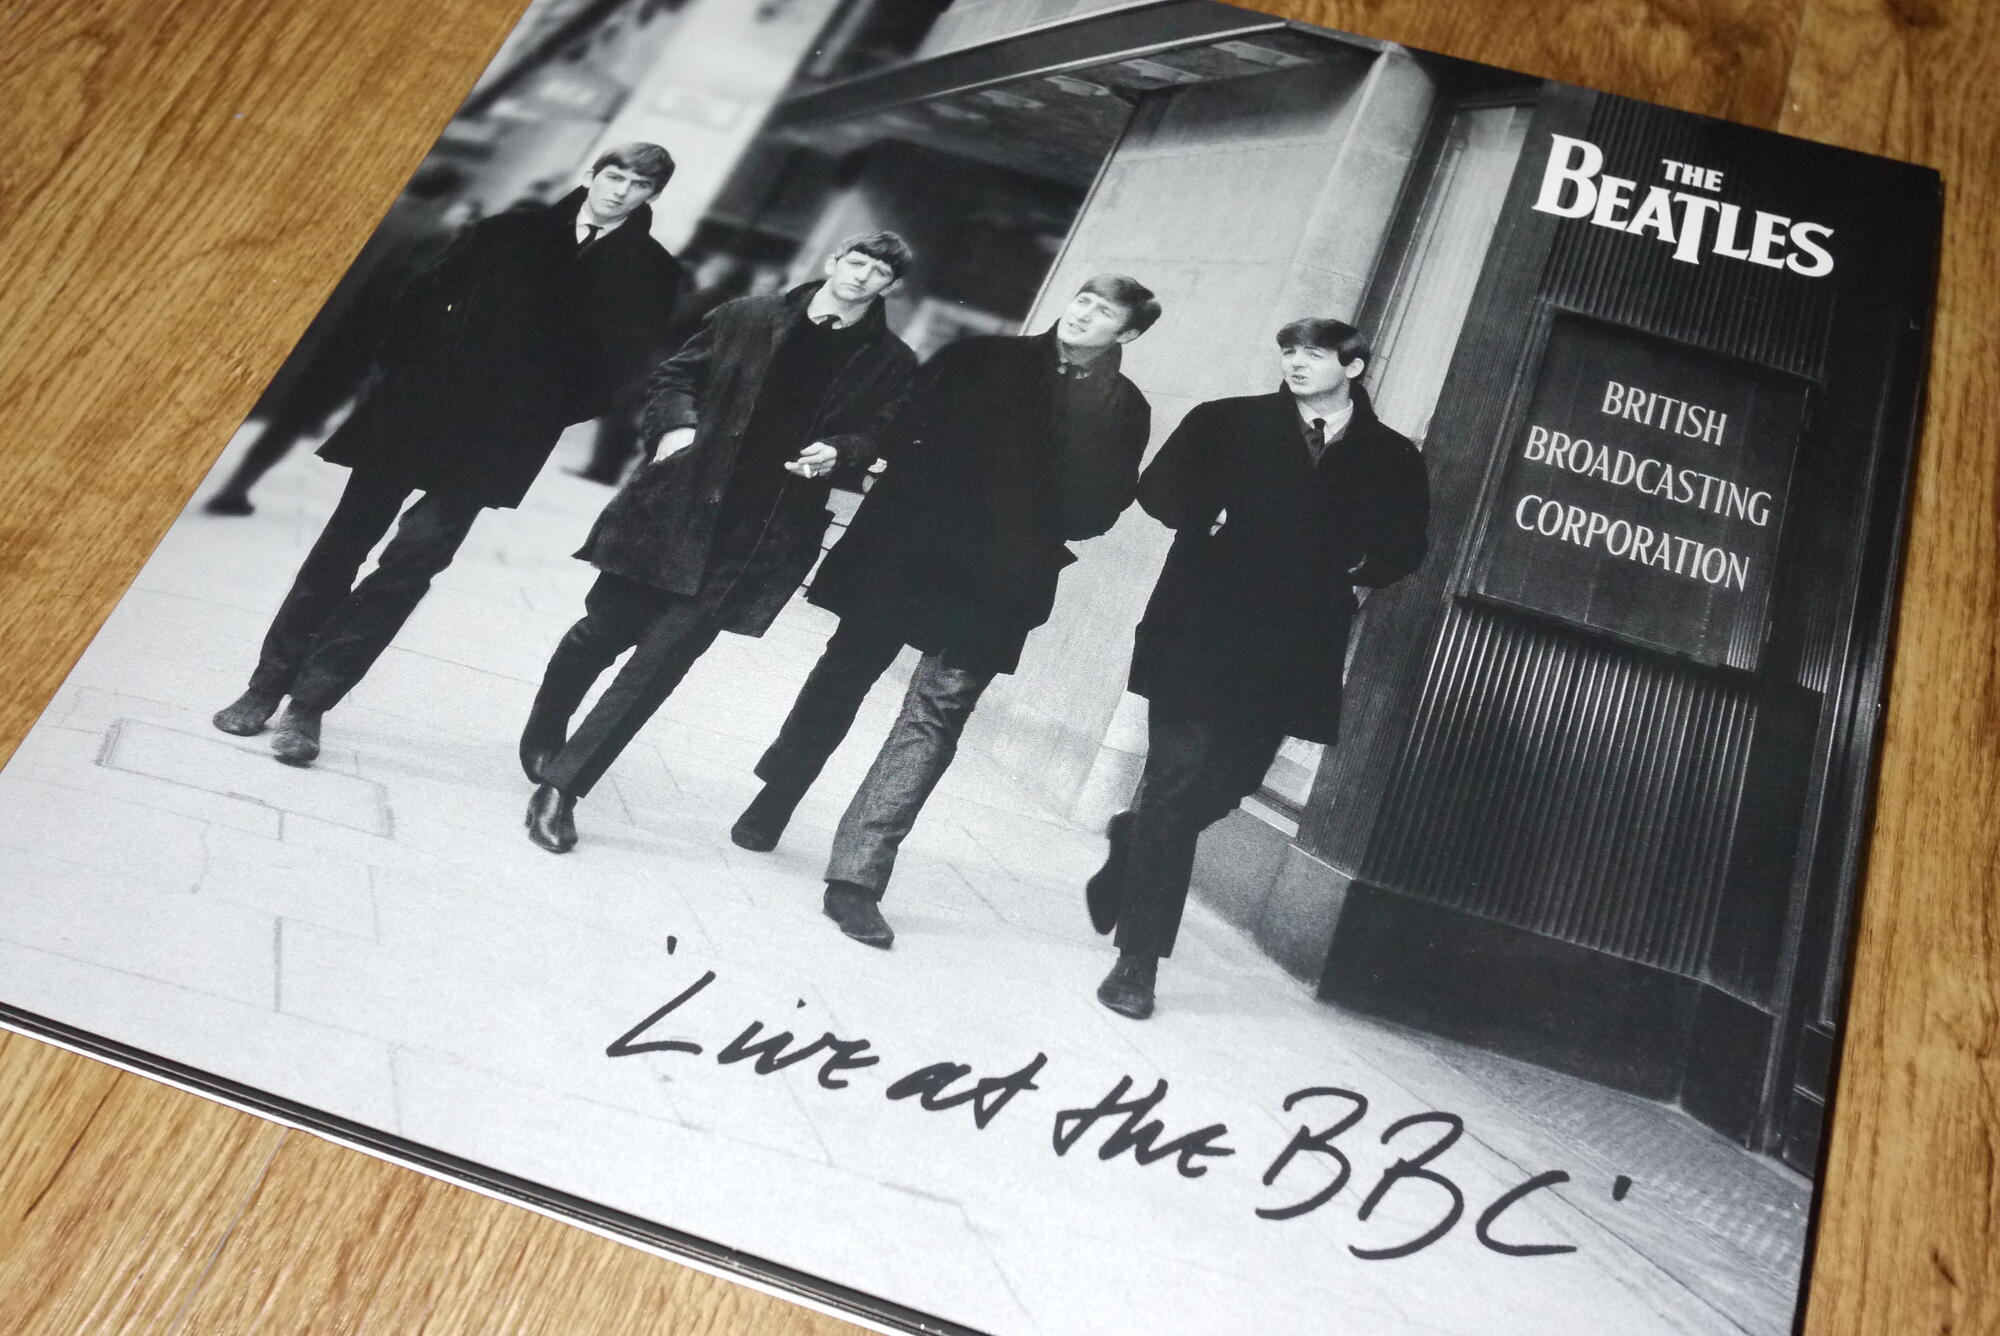 THE
BEATLES
BRITISH
BROADCASTING
CORPORATION
'Live at the BBC'